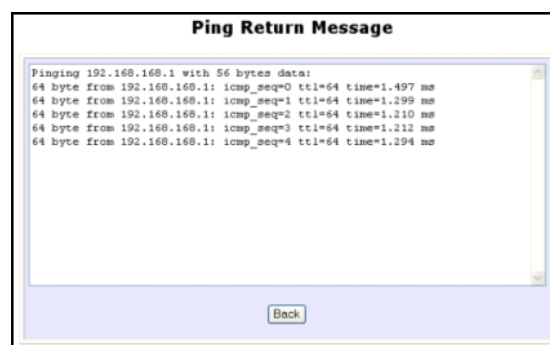 Ping Return Message
Pinging 192.168.168.1 with 56 bytes data:
64 byte from 192.168.168.1: icmp_seq=0 ttl=64 time=1.497 ms
64 byte from 192.168.168.1: icmp_seq=1 ttl=64 time=1.299 ms
64 byte from 192.168.168.1: icmp_seq=2 ttl=64 time=1.210 ms
64 byte from 192.168.168.1: icmp_seq=3 ttl=64 time=1.212 ms
64 byte from 192.168.168.1: icmp_seq=4 ttl=64 time=1.294 ms
Back